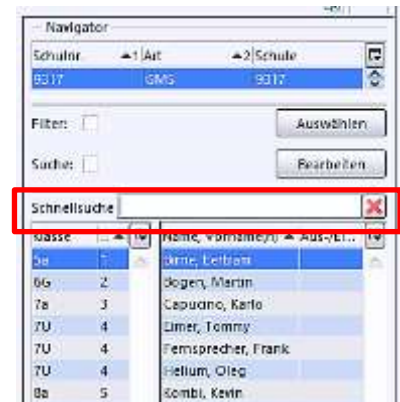 Navigator
Schulnr. 1 Art 2 Schule
9317 GMS 9317
Filter: Auswählen
Suche: Bearbeiten
Schnellsuche
Klasse ... Name, Vorname(n) Aus-/Ei...
5a 1 Birne, Bertram
6G 2 Bogen, Martin
7a 3 Capucino, Karlo
7U 4 Eimer, Tommy
7U 4 Fernsprecher, Frank
7U 4 Helium, Oleg
8a 5 Kombi, Kevin